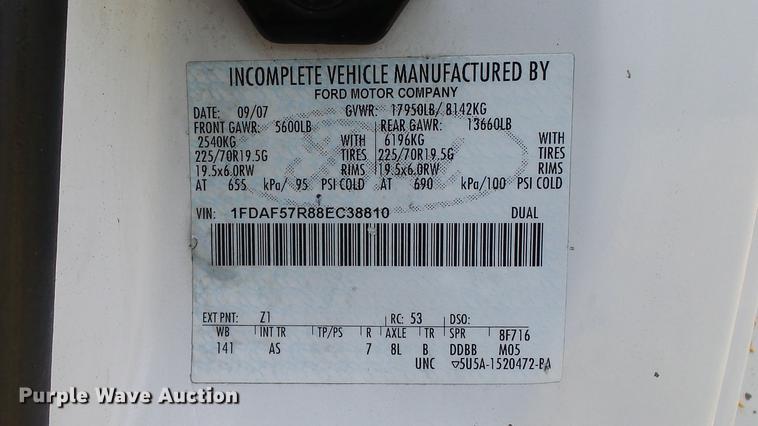 INCOMPLETE VEHICLE MANUFACTURED BY
FORD MOTOR COMPANY
DATE: 09/07 GVWR: 17950LB/ 8142KG
FRONT GAWR: 5600LB REAR GAWR: 13660LB
2540KG WITH 6196KG WITH
225/70R19.5G TIRES 225/70R19.5G TIRES
19.5x6.0RW RIMS 19.5x6.0RW RIMS
AT 655 kPa/ 95 PSI COLD AT 690 kPa/100 PSI COLD
VIN: 1FDAF57R88EC38810 DUAL
EXT PNT: Z1 RC: 53 DSO:
WB INT TR TP/PS R AXLE TR SPR 8F716
141 AS 7 8L B DDBB M05
UNC 5U5A-1520472-BA
Purple Wave Auction